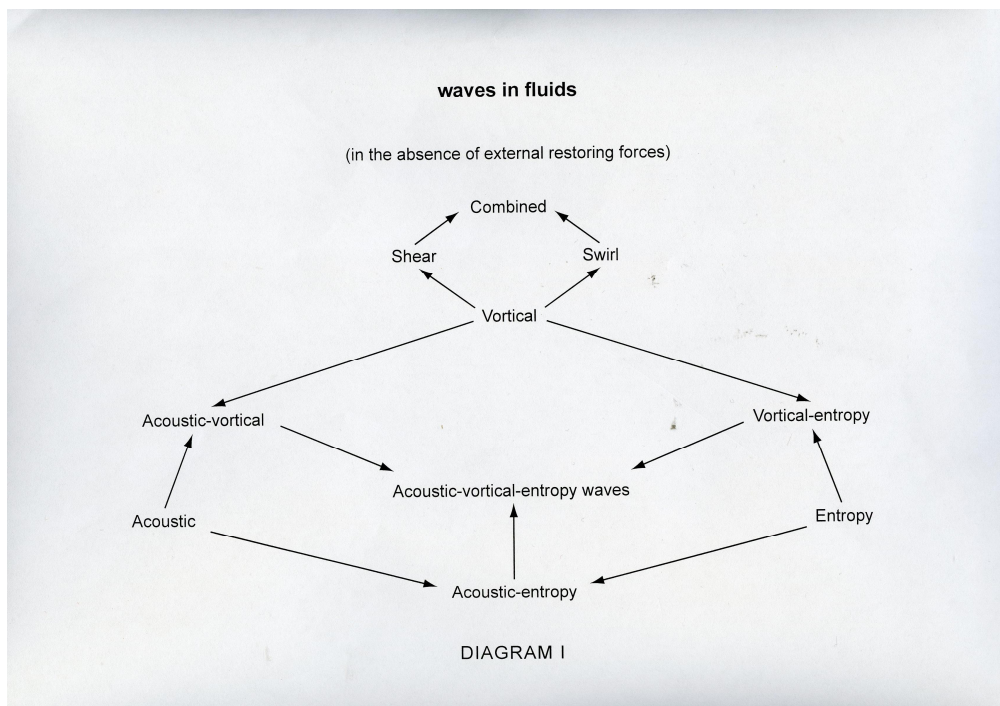 waves in fluids
(in the absence of external restoring forces)
Combined
Shear
Swirl
Vortical
Acoustic-vortical
Vortical-entropy
Acoustic-vortical-entropy waves
Acoustic
Entropy
Acoustic-entropy
DIAGRAM I